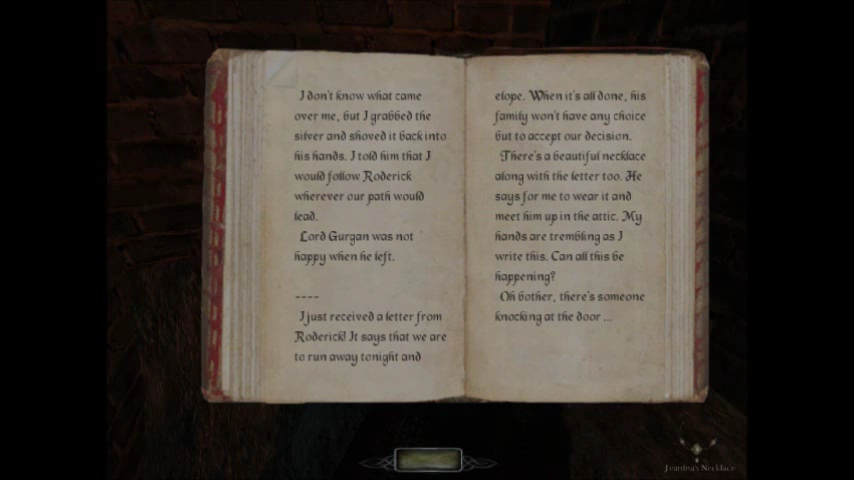 I don't know what came
over me, but I grabbed the
silver and shoved it back into
his hands. I told him that I
would follow Roderick
wherever our path would
lead.
Lord Gurgan was not
happy when he left.
----
I just received a letter from
Roderick! It says that we are
to run away tonight and
elope. When it's all done, his
family won't have any choice
but to accept our decision.
There's a beautiful necklace
along with the letter too. He
says for me to wear it and
meet him up in the attic. My
hands are trembling as I
write this. Can all this be
happening?
Oh bother, there's someone
knocking at the door ...
Necklace